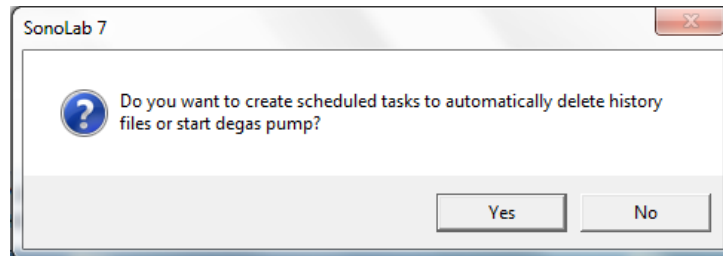 SonoLab 7
Do you want to create scheduled tasks to automatically delete history
files or start degas pump?
Yes
No